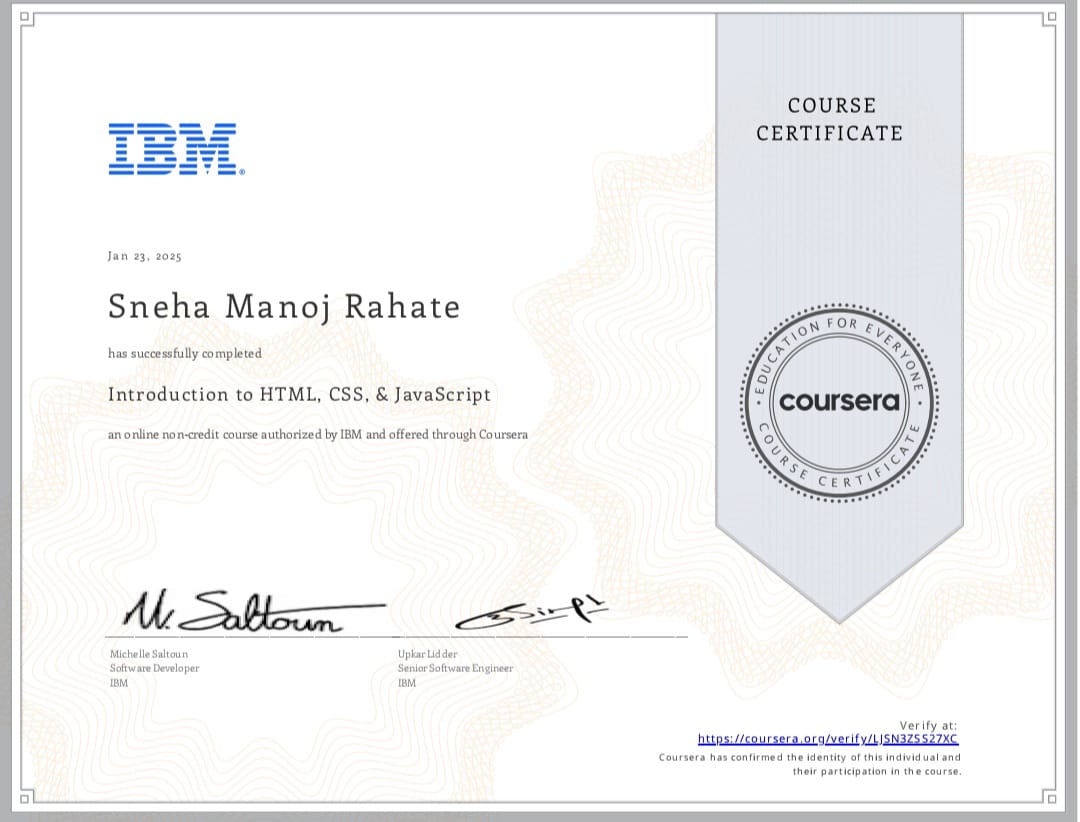 COURSE
CERTIFICATE
IBM®
Jan 23, 2025
Sneha Manoj Rahate
has successfully completed
Introduction to HTML, CSS, & JavaScript
an online non-credit course authorized by IBM and offered through Coursera
EDUCATION FOR EVERYONE
coursera
COURSE CERTIFICATE
M. Saltoun
Michelle Saltoun
Software Developer
IBM
Upkar Lidder
Senior Software Engineer
IBM
Verify at:
https://coursera.org/verify/LJSN3ZSS27XC
Coursera has confirmed the identity of this individual and
their participation in the course.